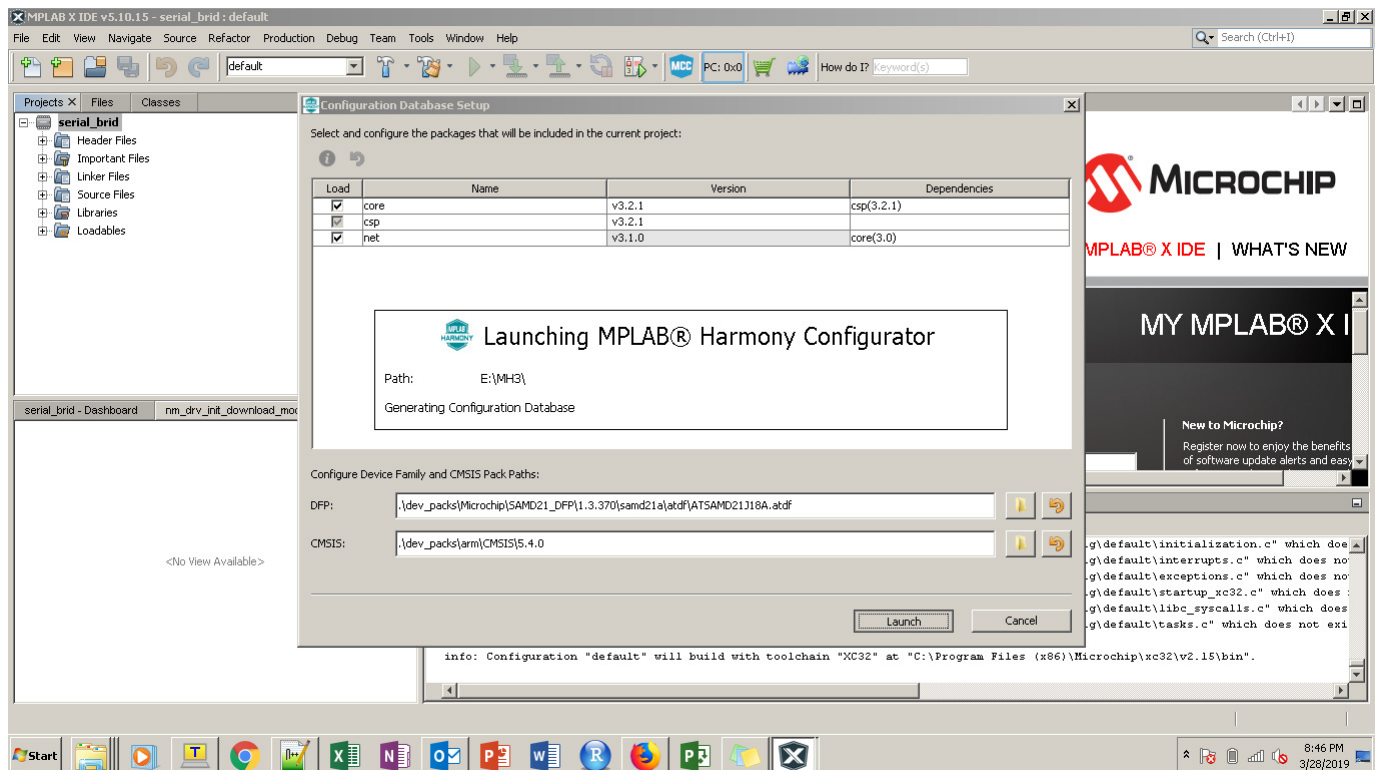 MPLAB X IDE v5.10.15 - serial_brid : default
File Edit View Navigate Source Refactor Production Debug Team Tools Window Help
Search (Ctrl+I)
default
MCC
PC: 0x0
How do I?
Keyword(s)
Projects
Files
Classes
serial_brid
Header Files
Important Files
Linker Files
Source Files
Libraries
Loadables
serial_brid - Dashboard
nm_drv_init_download_mod
<No View Available>
Configuration Database Setup
Select and configure the packages that will be included in the current project:
Load Name Version Dependencies
core v3.2.1 csp(3.2.1)
csp v3.2.1
net v3.1.0 core(3.0)
MPLAB
HARMONY
Launching MPLAB® Harmony Configurator
Path: E:\MH3\
Generating Configuration Database
Configure Device Family and CMSIS Pack Paths:
DFP: .\dev_packs\Microchip\SAMD21_DFP\1.3.370\samd21a\atdf\ATSAMD21J18A.atdf
CMSIS: .\dev_packs\arm\CMSIS\5.4.0
Launch
Cancel
MICROCHIP
MPLAB® X IDE | WHAT'S NEW
MY MPLAB® X I
New to Microchip?
Register now to enjoy the benefits
of software update alerts and easy
.g\default\initialization.c" which doe
.g\default\interrupts.c" which does no
.g\default\exceptions.c" which does no
.g\default\startup_xc32.c" which does
.g\default\libc_syscalls.c" which does
.g\default\tasks.c" which does not exi
info: Configuration "default" will build with toolchain "XC32" at "C:\Program Files (x86)\Microchip\xc32\v2.15\bin".
Start
8:46 PM
3/28/2019